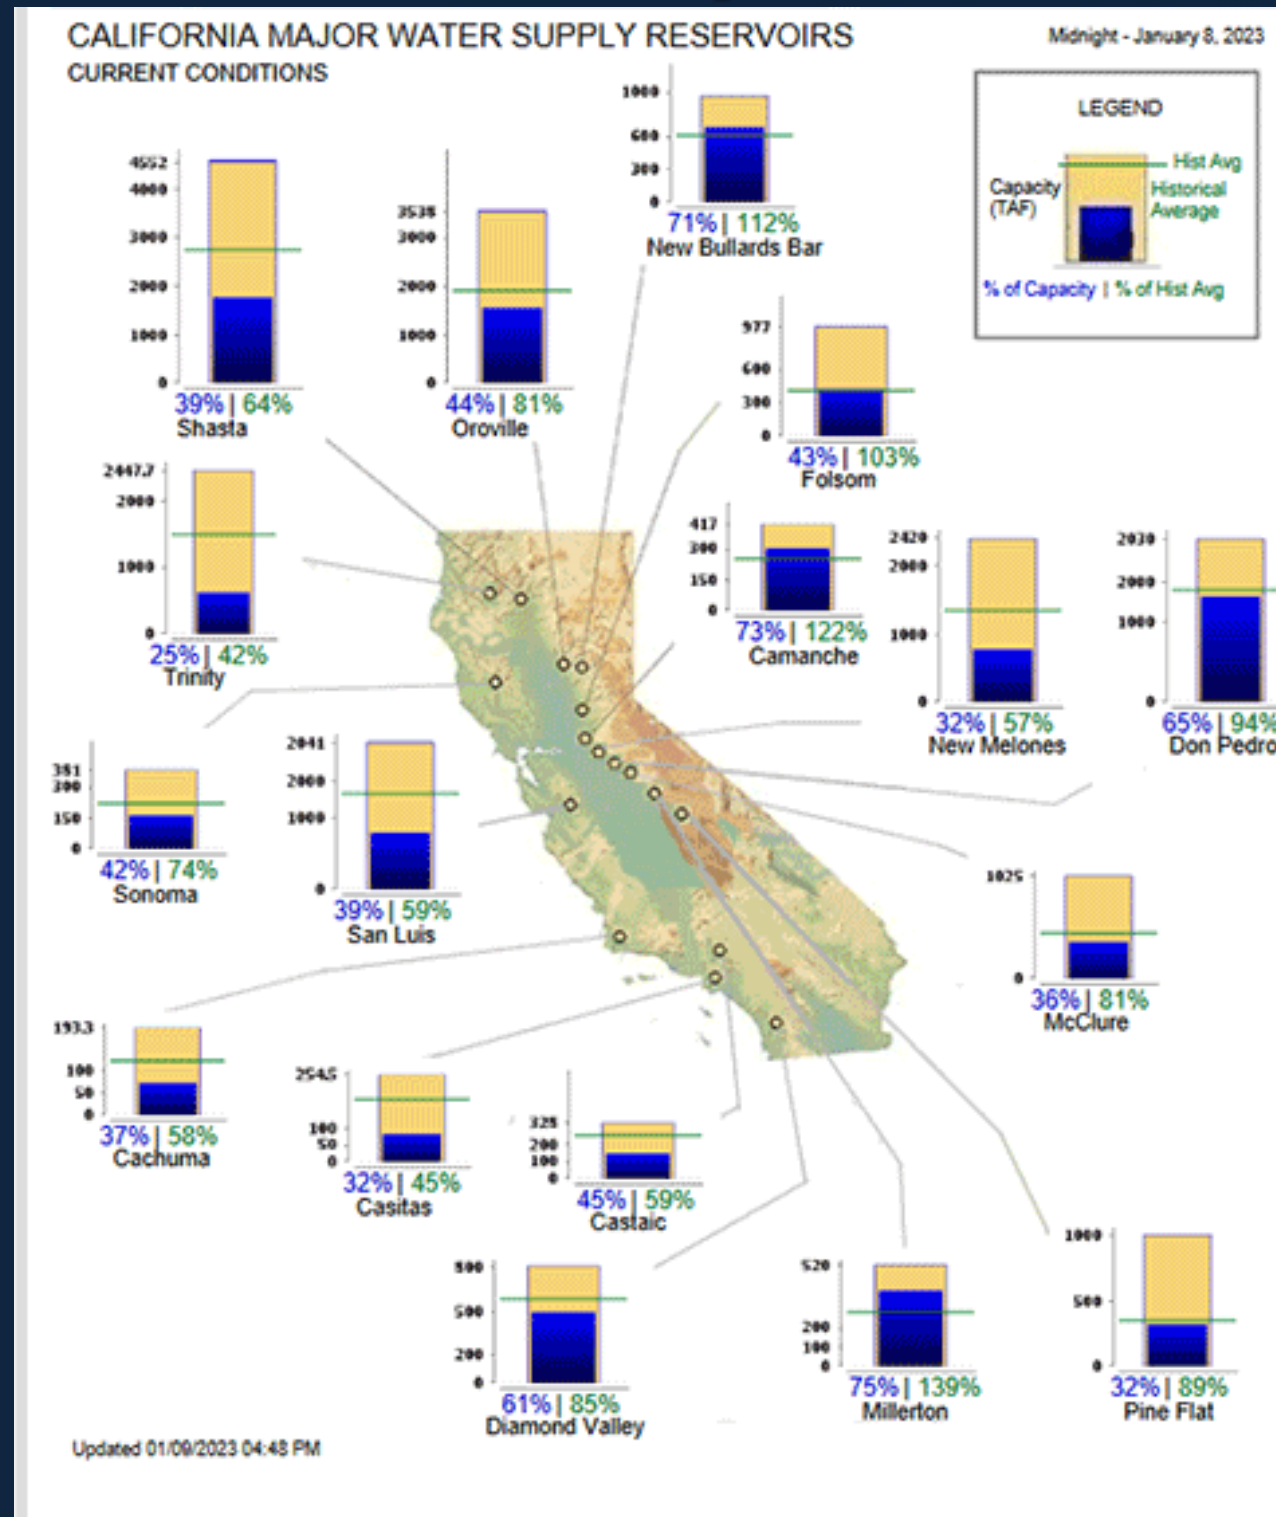 CALIFORNIA MAJOR WATER SUPPLY RESERVOIRS
Midnight - January 8, 2023
CURRENT CONDITIONS
LEGEND
Hist Avg
Capacity
(TAF)
Historical
Average
% of Capacity | % of Hist Avg
1000
600
300
0
71% | 112%
New Bullards Bar
4552
4000
3000
2000
1000
0
39% | 64%
Shasta
3538
3000
2000
1000
0
44% | 81%
Oroville
977
600
300
0
43% | 103%
Folsom
2447.7
2000
1000
0
25% | 42%
Trinity
417
300
150
0
73% | 122%
Camanche
2420
2000
1000
0
32% | 57%
New Melones
2030
2000
1000
0
65% | 94%
Don Pedro
381
300
150
0
42% | 74%
Sonoma
2041
2000
1000
0
39% | 59%
San Luis
1025
0
36% | 81%
McClure
193.3
100
50
0
37% | 58%
Cachuma
254.5
100
50
0
32% | 45%
Casitas
325
200
100
0
45% | 59%
Castaic
800
500
200
0
61% | 85%
Diamond Valley
520
200
100
0
75% | 139%
Millerton
1000
500
0
32% | 89%
Pine Flat
Updated 01/09/2023 04:48 PM